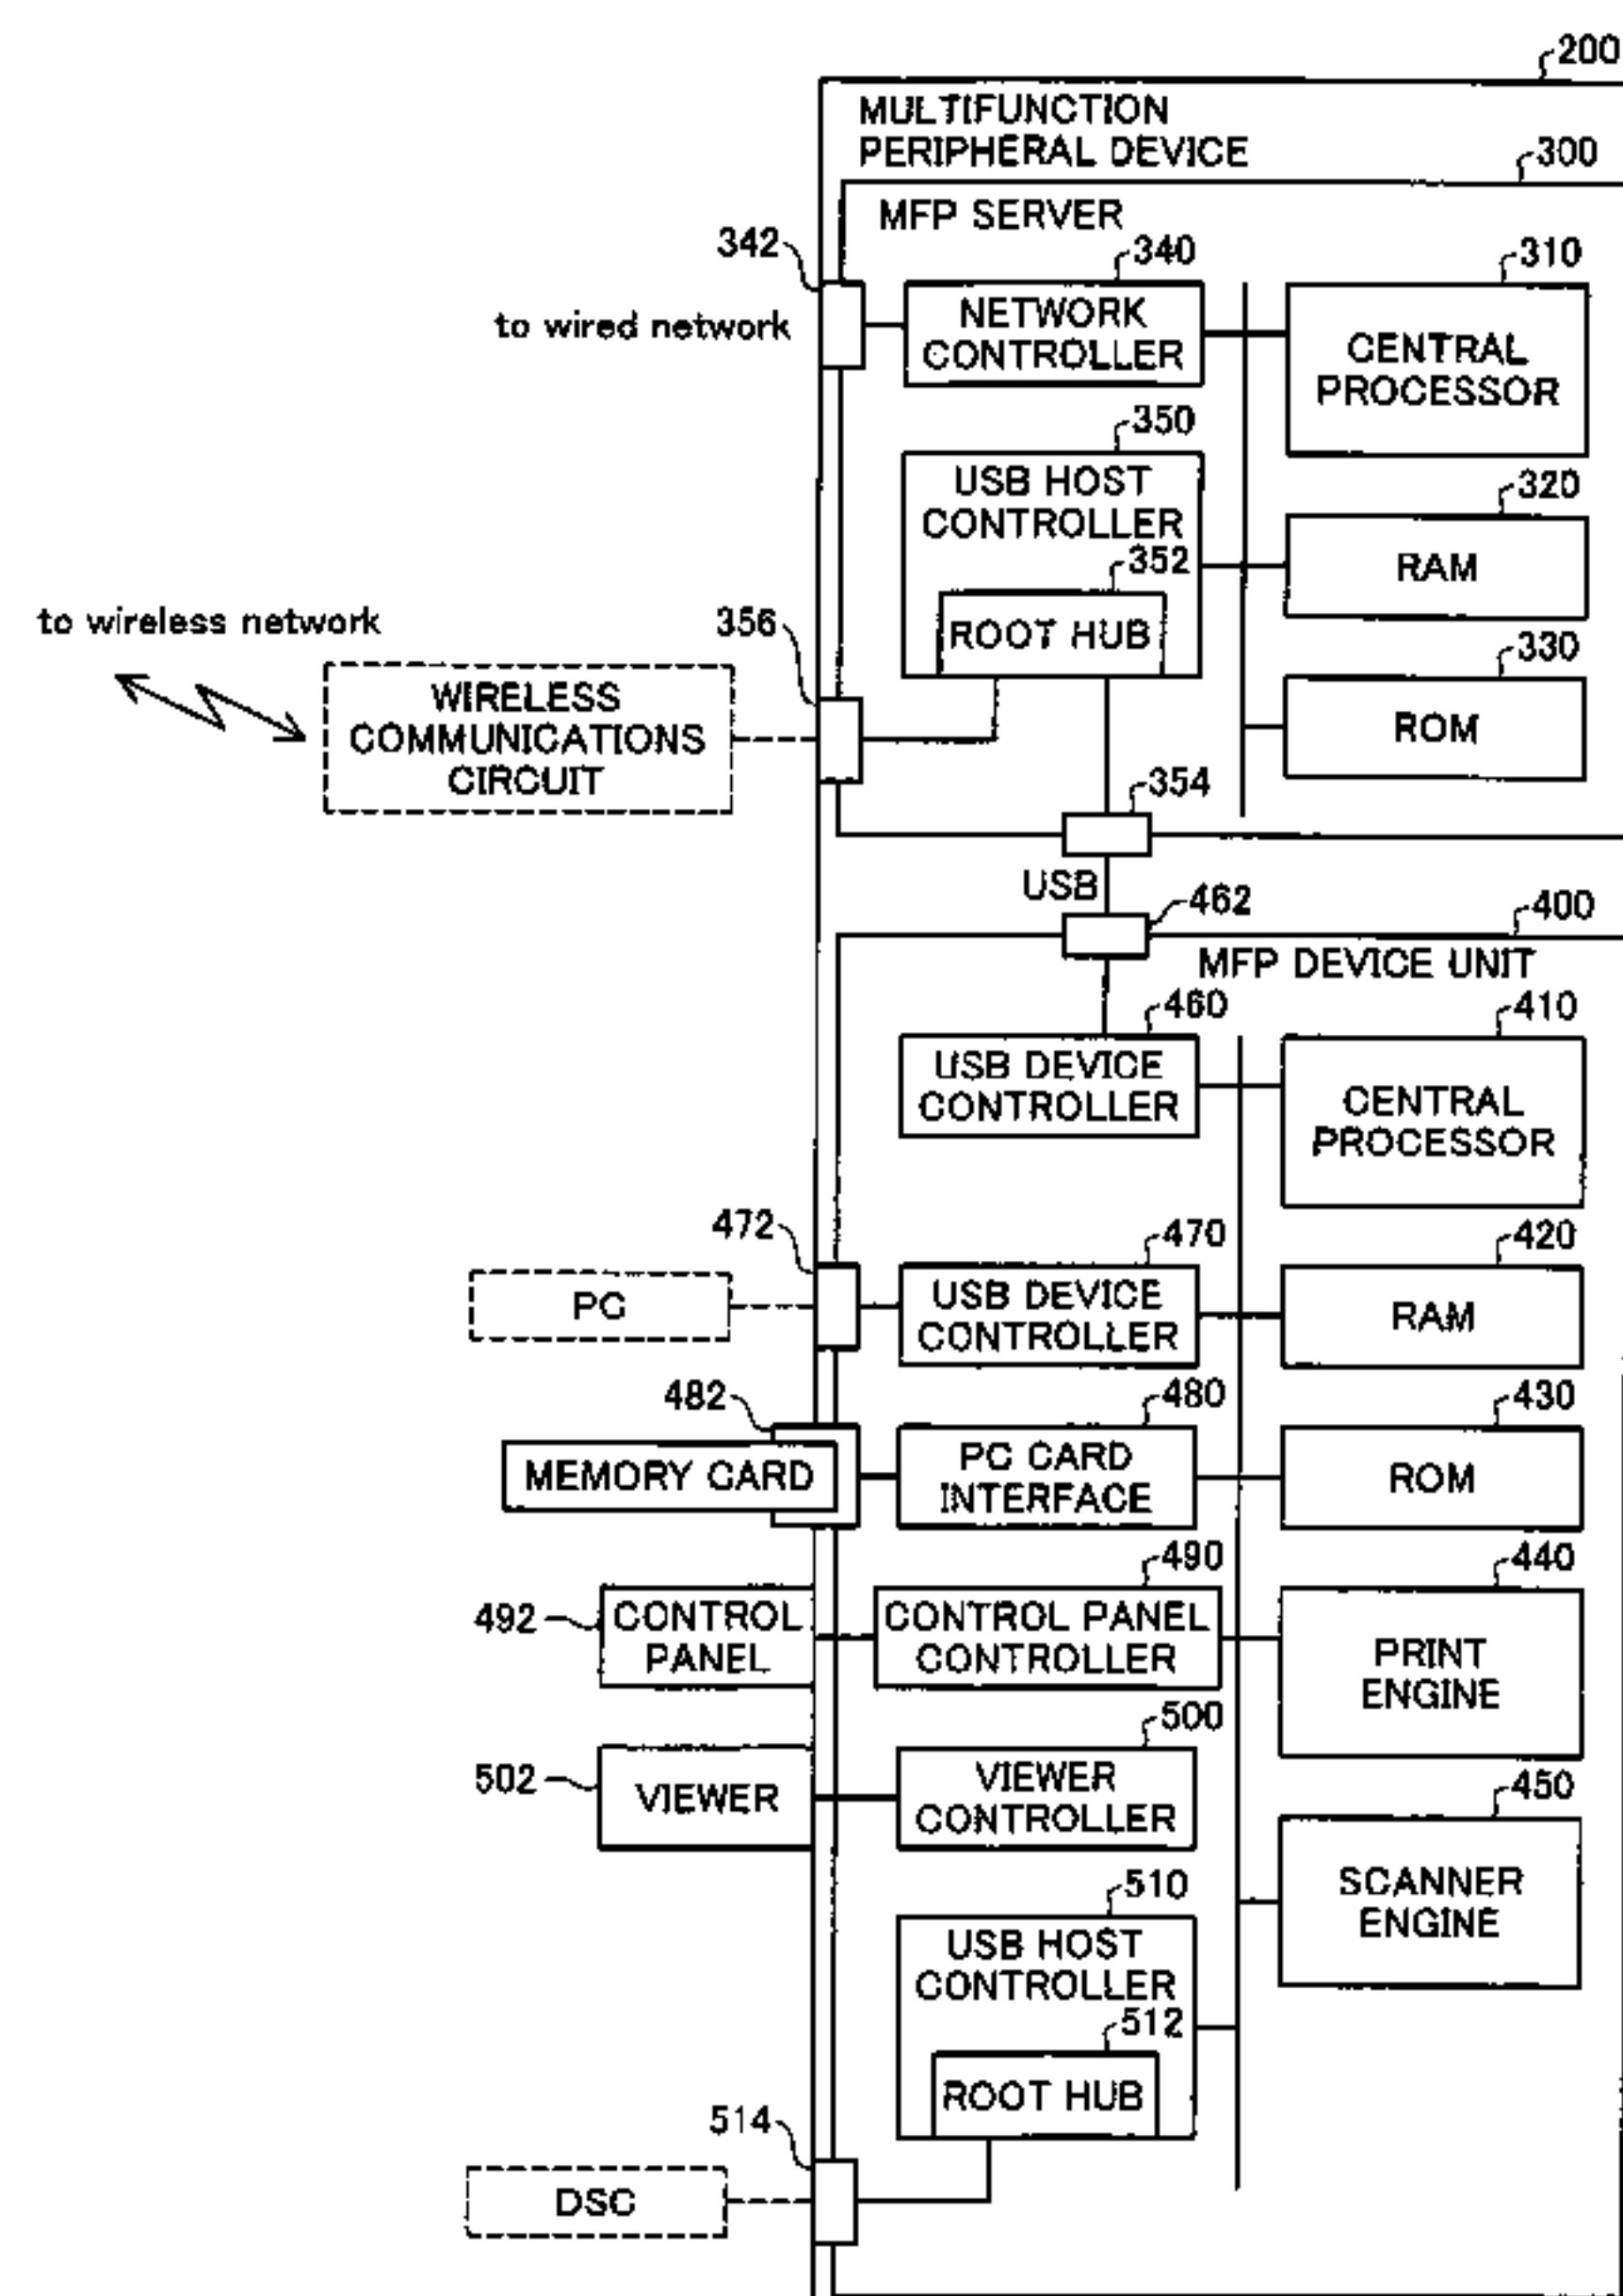 200
MULTIFUNCTION
PERIPHERAL DEVICE
300
MFP SERVER
342
340
310
to wired network
NETWORK
CONTROLLER
CENTRAL
PROCESSOR
350
USB HOST
CONTROLLER
320
RAM
352
ROOT HUB
to wireless network
356
330
ROM
WIRELESS
COMMUNICATIONS
CIRCUIT
354
USB
462
400
MFP DEVICE UNIT
460
410
USB DEVICE
CONTROLLER
CENTRAL
PROCESSOR
472
470
420
PC
USB DEVICE
CONTROLLER
RAM
482
480
430
MEMORY CARD
PC CARD
INTERFACE
ROM
490
440
492
CONTROL
PANEL
CONTROL PANEL
CONTROLLER
PRINT
ENGINE
500
502
VIEWER
VIEWER
CONTROLLER
450
SCANNER
ENGINE
510
USB HOST
CONTROLLER
512
ROOT HUB
514
DSC